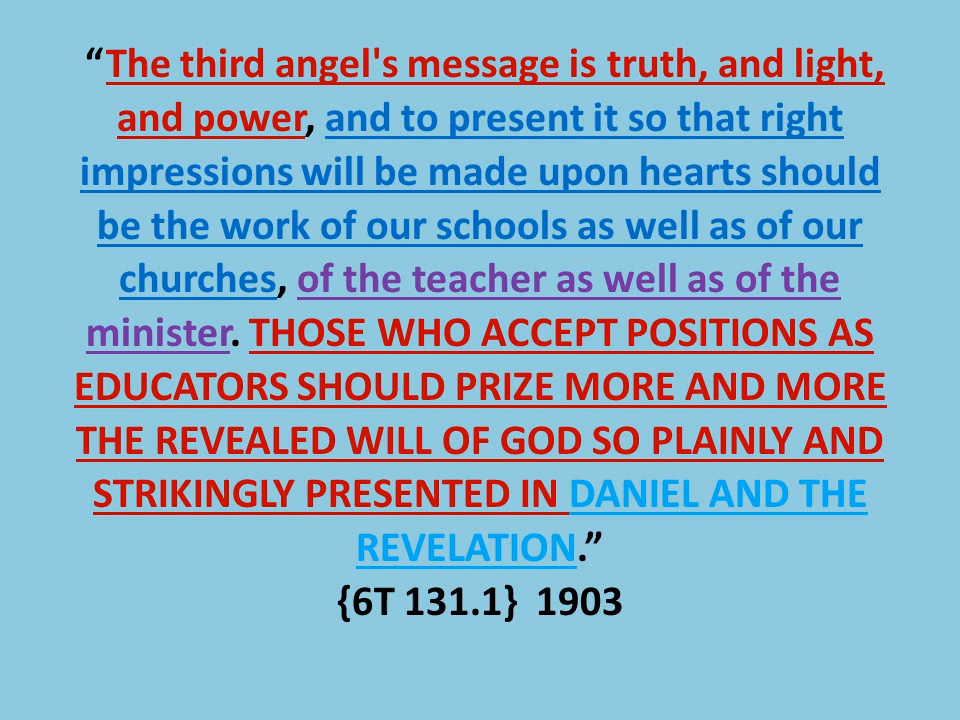 “The third angel's message is truth, and light,
and power, and to present it so that right
impressions will be made upon hearts should
be the work of our schools as well as of our
churches, of the teacher as well as of the
minister. THOSE WHO ACCEPT POSITIONS AS
EDUCATORS SHOULD PRIZE MORE AND MORE
THE REVEALED WILL OF GOD SO PLAINLY AND
STRIKINGLY PRESENTED IN DANIEL AND THE
REVELATION.”
{6T 131.1} 1903